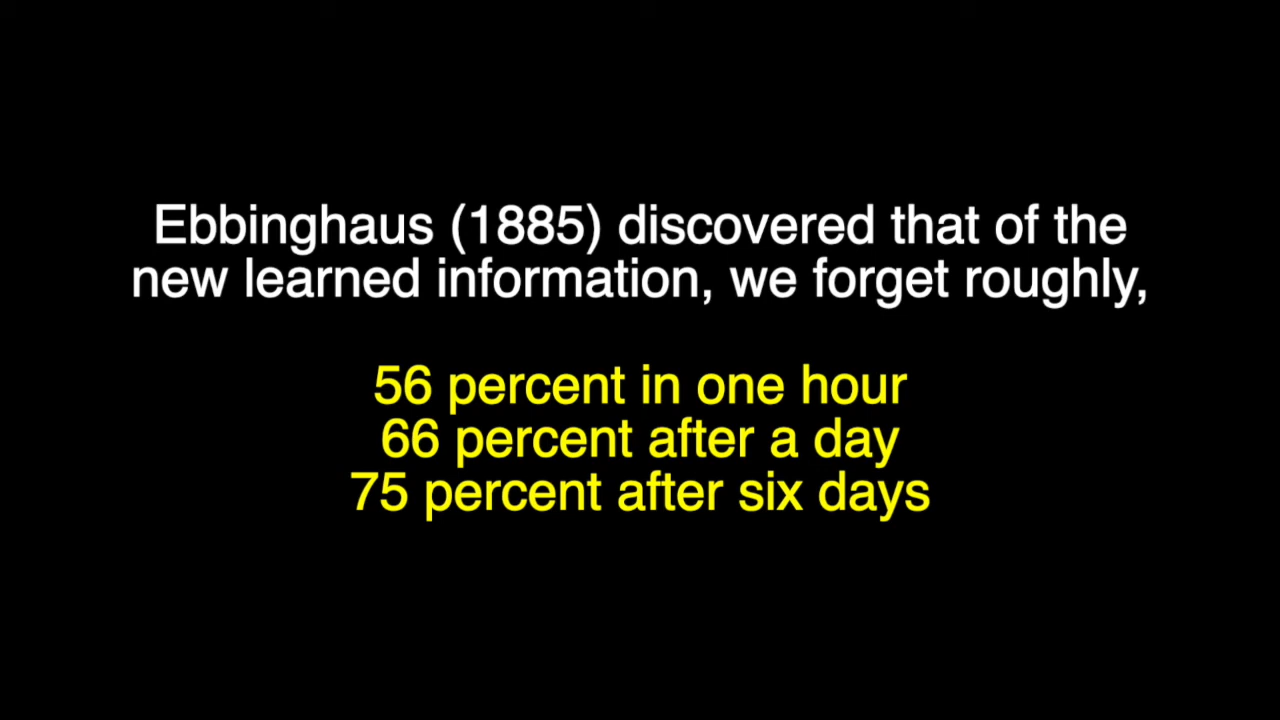 Ebbinghaus (1885) discovered that of the
new learned information, we forget roughly,
56 percent in one hour
66 percent after a day
75 percent after six days